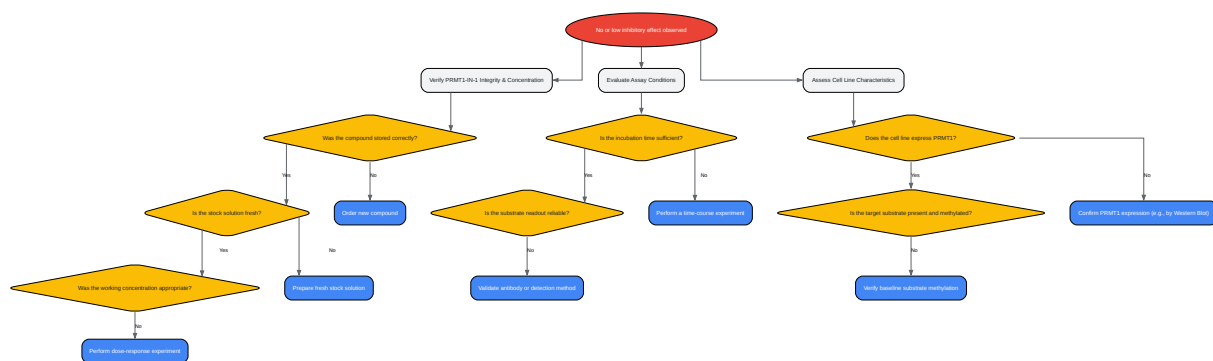 No or low inhibitory effect observed
Verify PRMT1-IN-1 Integrity & Concentration
Evaluate Assay Conditions
Assess Cell Line Characteristics
Was the compound stored correctly?
Is the incubation time sufficient?
Does the cell line express PRMT1?
Yes
No
Yes
No
Yes
No
Is the stock solution fresh?
Order new compound
Is the substrate readout reliable?
Perform a time-course experiment
Is the target substrate present and methylated?
Confirm PRMT1 expression (e.g., by Western Blot)
Yes
No
No
No
Was the working concentration appropriate?
Prepare fresh stock solution
Validate antibody or detection method
Verify baseline substrate methylation
No
Perform dose-response experiment